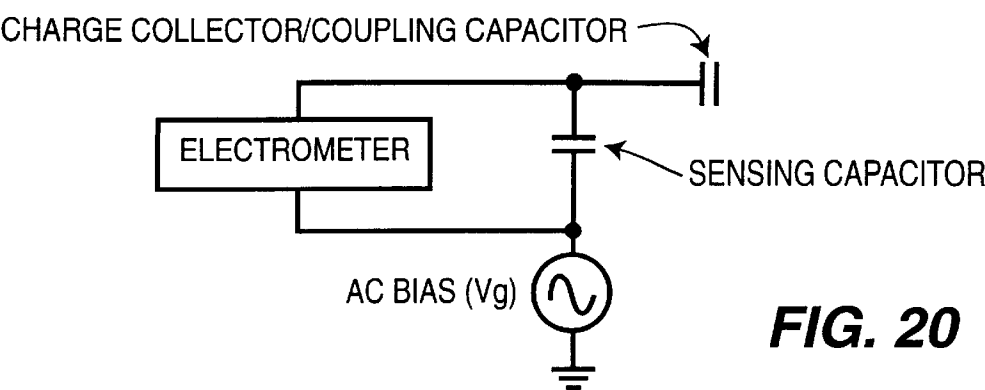 CHARGE COLLECTOR/COUPLING CAPACITOR
ELECTROMETER
SENSING CAPACITOR
AC BIAS (Vg)
FIG. 20